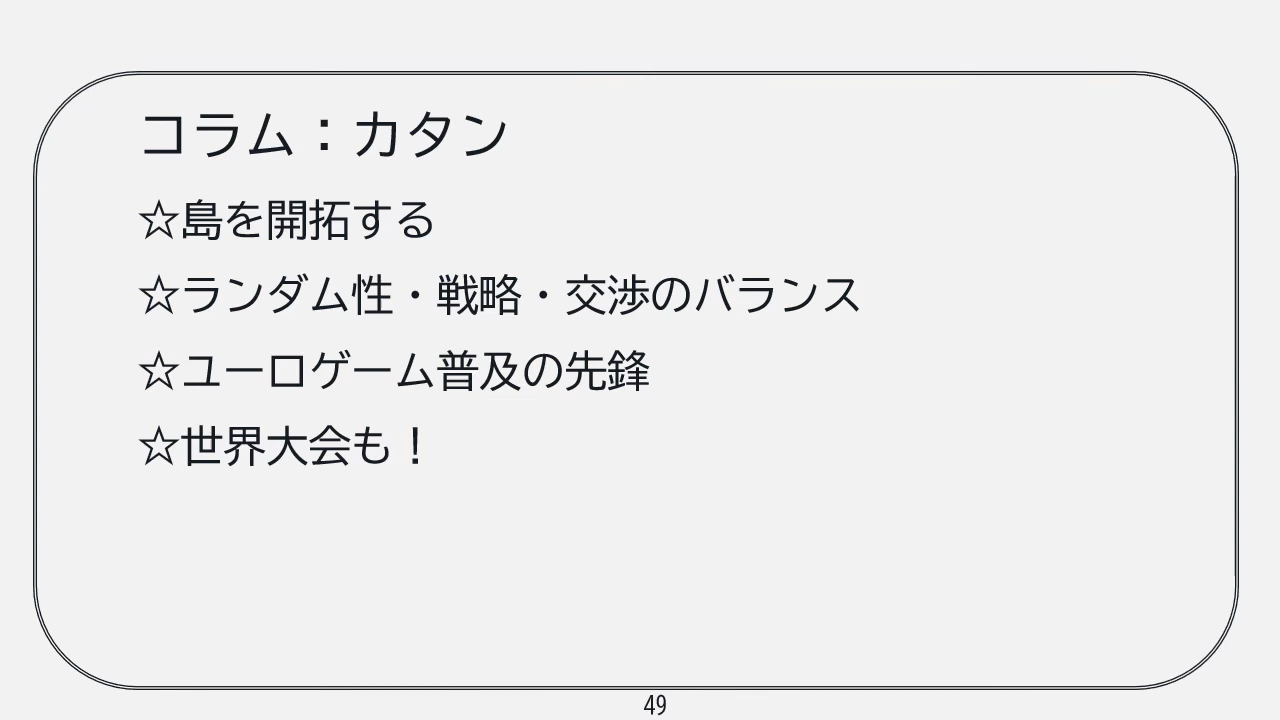 コラム：カタン
☆島を開拓する
☆ランダム性・戦略・交渉のバランス
☆ユーロゲーム普及の先鋒
☆世界大会も！
49